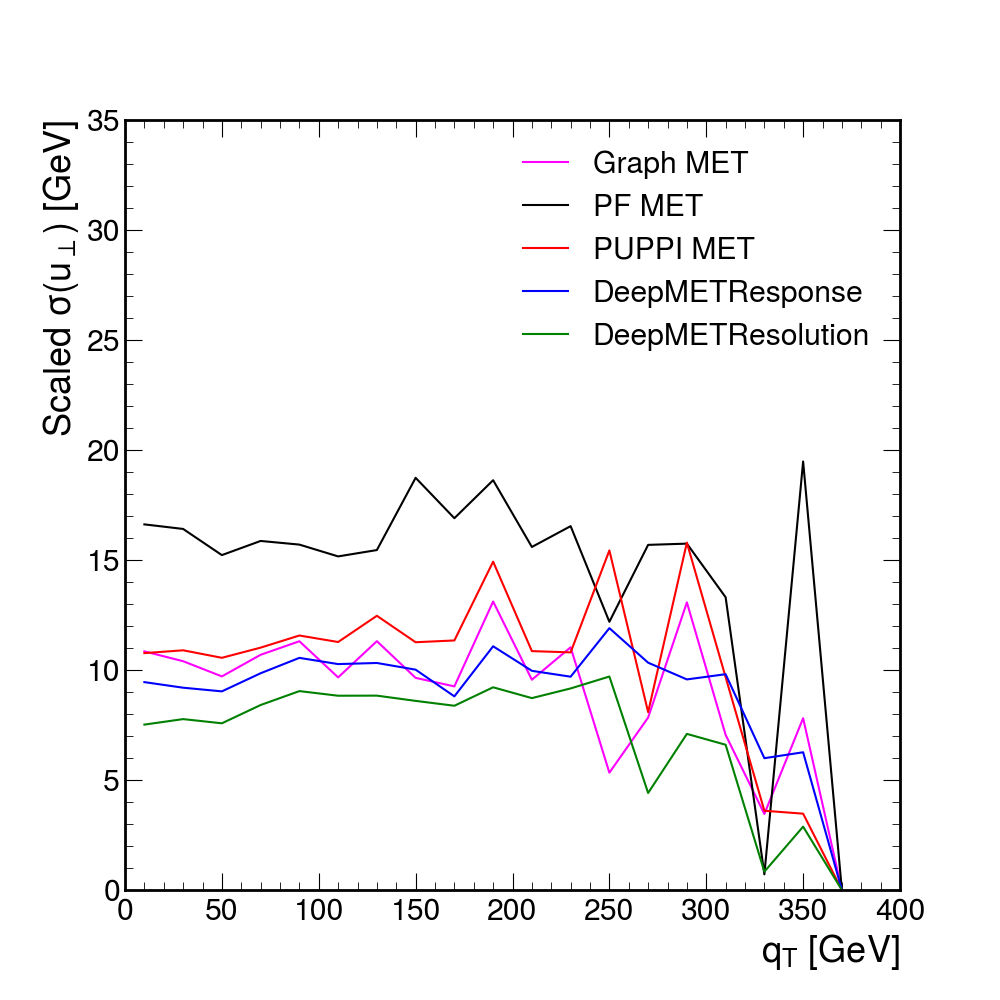 Scaled σ(u⊥) [GeV]
35
30
25
20
15
10
5
0
Graph MET
PF MET
PUPPI MET
DeepMETResponse
DeepMETResolution
0 50 100 150 200 250 300 350 400
qT [GeV]